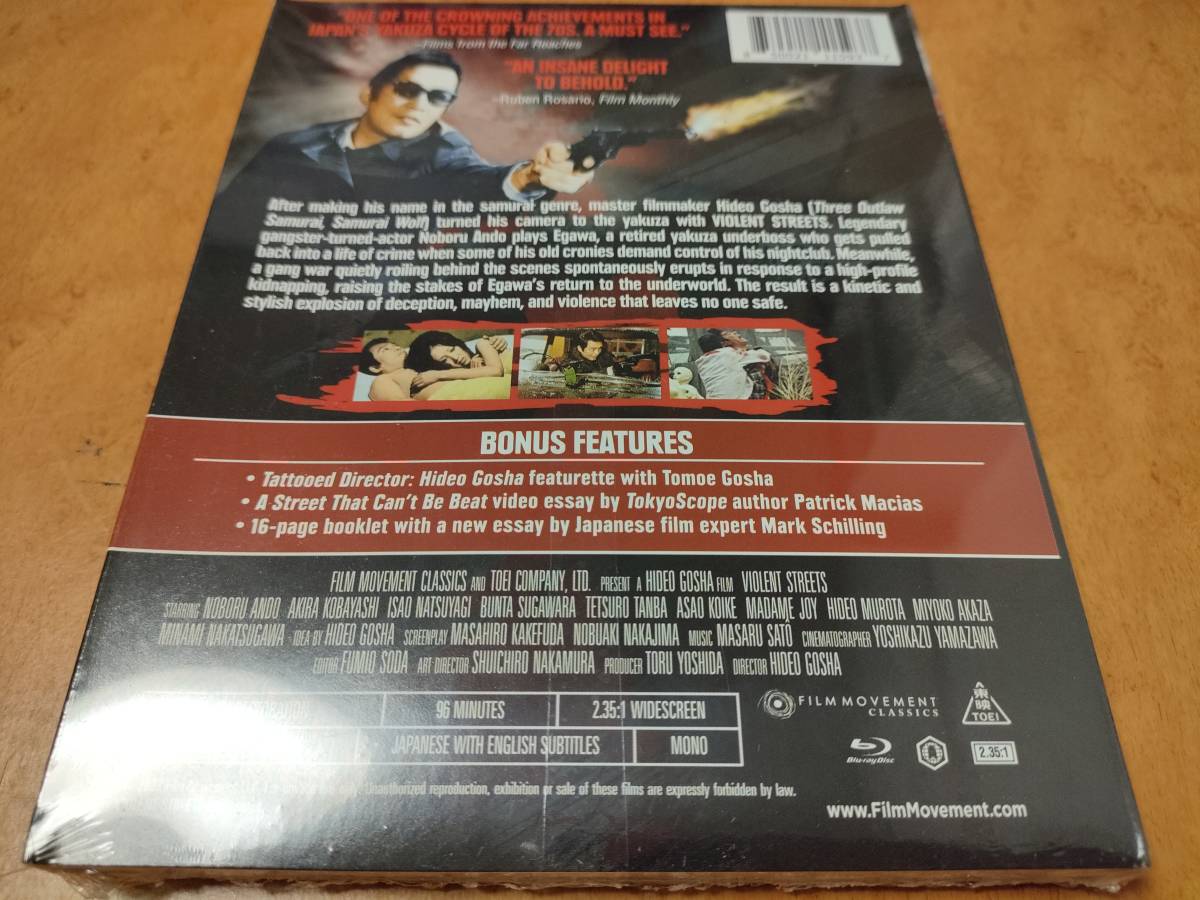 "ONE OF THE CROWNING ACHIEVEMENTS IN
JAPAN'S YAKUZA CYCLE OF THE 70S. A MUST SEE."
–Films from the Far Reaches
"AN INSANE DELIGHT
TO BEHOLD."
–Ruben Rosario, Film Monthly
After making his name in the samurai genre, master filmmaker Hideo Gosha (Three Outlaw
Samurai, Samurai Wolf) turned his camera to the yakuza with VIOLENT STREETS. Legendary
gangster-turned-actor Noboru Ando plays Egawa, a retired yakuza underboss who gets pulled
back into a life of crime when some of his old cronies demand control of his nightclub. Meanwhile,
a gang war quietly roiling behind the scenes spontaneously erupts in response to a high-profile
kidnapping, raising the stakes of Egawa's return to the underworld. The result is a kinetic and
stylish explosion of deception, mayhem, and violence that leaves no one safe.
BONUS FEATURES
• Tattooed Director: Hideo Gosha featurette with Tomoe Gosha
• A Street That Can't Be Beat video essay by TokyoScope author Patrick Macias
• 16-page booklet with a new essay by Japanese film expert Mark Schilling
FILM MOVEMENT CLASSICS AND TOEI COMPANY, LTD. PRESENT A HIDEO GOSHA FILM VIOLENT STREETS
STARRING NOBORU ANDO AKIRA KOBAYASHI ISAO NATSUYAGI BUNTA SUGAWARA TETSURO TANBA ASAO KOIKE MADAME JOY HIDEO MUROTA MIYOKO AKAZA
MINAMI NAKATSUGAWA IDEA BY HIDEO GOSHA SCREENPLAY MASAHIRO KAKEFUDA NOBUAKI NAKAJIMA MUSIC MASARU SATÔ CINEMATOGRAPHER YOSHIKAZU YAMAZAWA
EDITOR FUMIO SODA ART DIRECTOR SHUICHIRO NAKAMURA PRODUCER TORU YOSHIDA DIRECTOR HIDEO GOSHA
96 MINUTES 2.35:1 WIDESCREEN
JAPANESE WITH ENGLISH SUBTITLES MONO
FILM MOVEMENT
CLASSICS
東映
TOEI
Blu-ray Disc
2.35:1
only. Unauthorized reproduction, exhibition or sale of these films are expressly forbidden by law.
www.FilmMovement.com